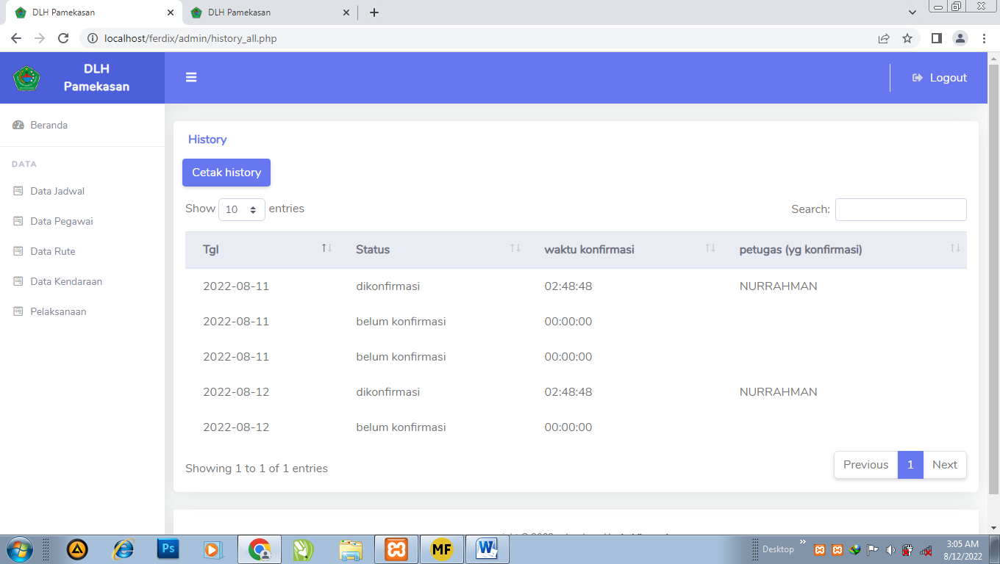 DLH Pamekasan
DLH Pamekasan
localhost/ferdix/admin/history_all.php
DLH
Pamekasan
Logout
Beranda
DATA
Data Jadwal
Data Pegawai
Data Rute
Data Kendaraan
Pelaksanaan
History
Cetak history
Show 10 entries
Search:
Tgl Status waktu konfirmasi petugas (yg konfirmasi)
2022-08-11 dikonfirmasi 02:48:48 NURRAHMAN
2022-08-11 belum konfirmasi 00:00:00
2022-08-11 belum konfirmasi 00:00:00
2022-08-12 dikonfirmasi 02:48:48 NURRAHMAN
2022-08-12 belum konfirmasi 00:00:00
Showing 1 to 1 of 1 entries
Previous 1 Next
Ps
MF
W
Desktop
3:05 AM
8/12/2022